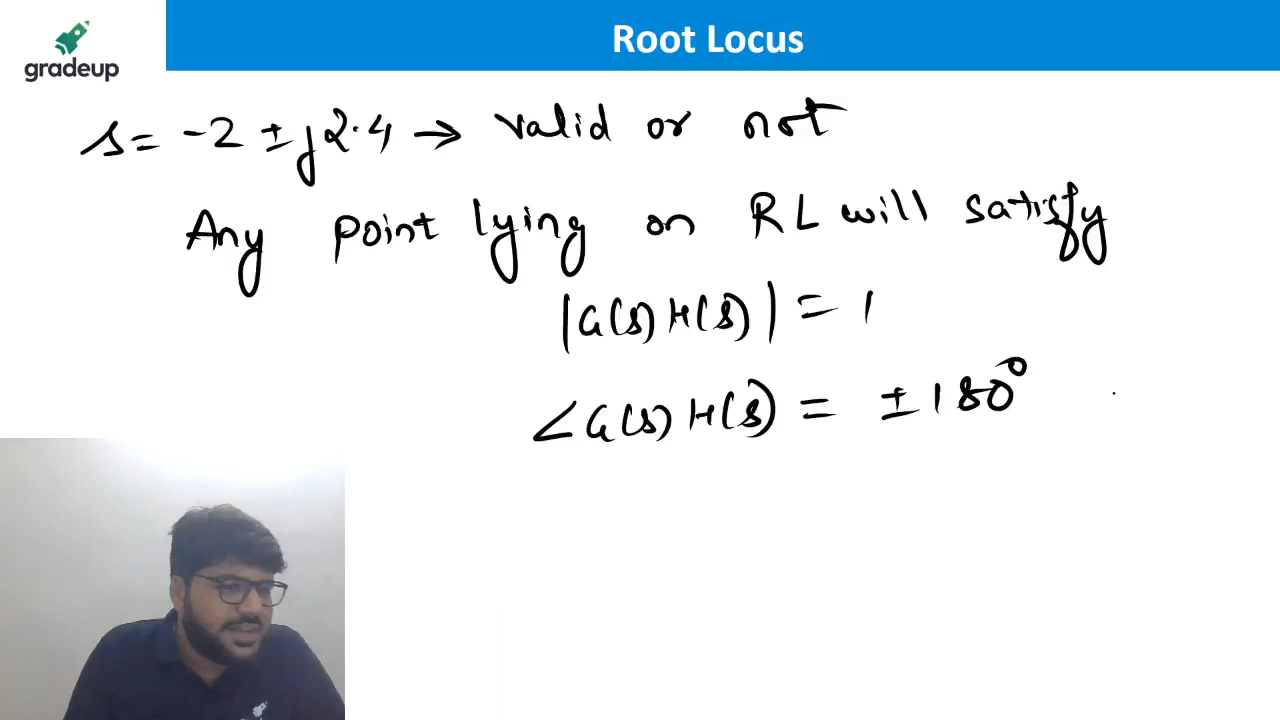 Root Locus
gradeup
s = -2 ± j2.4 → valid or not
Any point lying on RL will satisfy
|G(s)H(s)| = 1
∠G(s)H(s) = ±180°